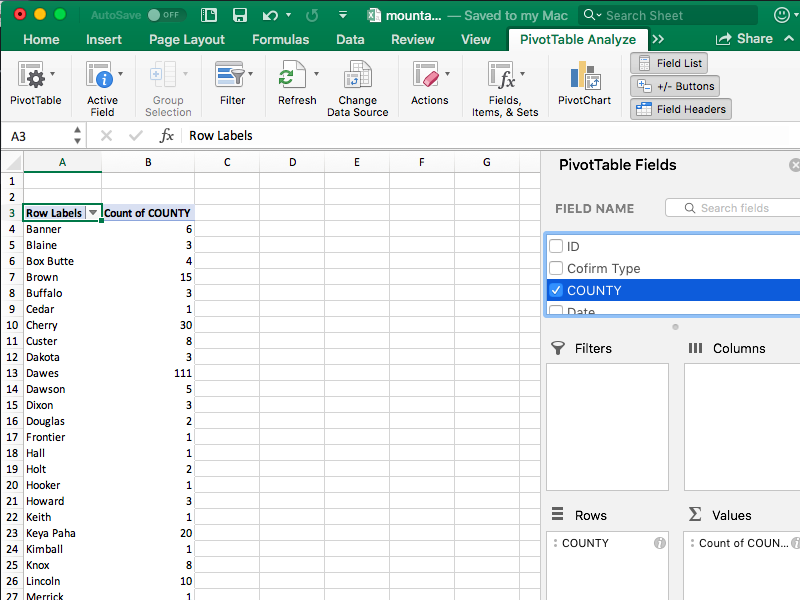 AutoSave OFF mounta... — Saved to my Mac Search Sheet
Home Insert Page Layout Formulas Data Review View PivotTable Analyze >> Share
PivotTable Active Field Group Selection Filter Refresh Change Data Source Actions Fields, Items, & Sets PivotChart
Field List
+/- Buttons
Field Headers
A3 fx Row Labels
A B C D E F G
1
2
3 Row Labels Count of COUNTY
4 Banner 6
5 Blaine 3
6 Box Butte 4
7 Brown 15
8 Buffalo 3
9 Cedar 1
10 Cherry 30
11 Custer 8
12 Dakota 3
13 Dawes 111
14 Dawson 5
15 Dixon 3
16 Douglas 2
17 Frontier 1
18 Hall 1
19 Holt 2
20 Hooker 1
21 Howard 3
22 Keith 1
23 Keya Paha 20
24 Kimball 1
25 Knox 8
26 Lincoln 10
27 Merrick 1
PivotTable Fields
FIELD NAME Search fields
ID
Cofirm Type
COUNTY
Date
Filters Columns
Rows Values
COUNTY Count of COUN...